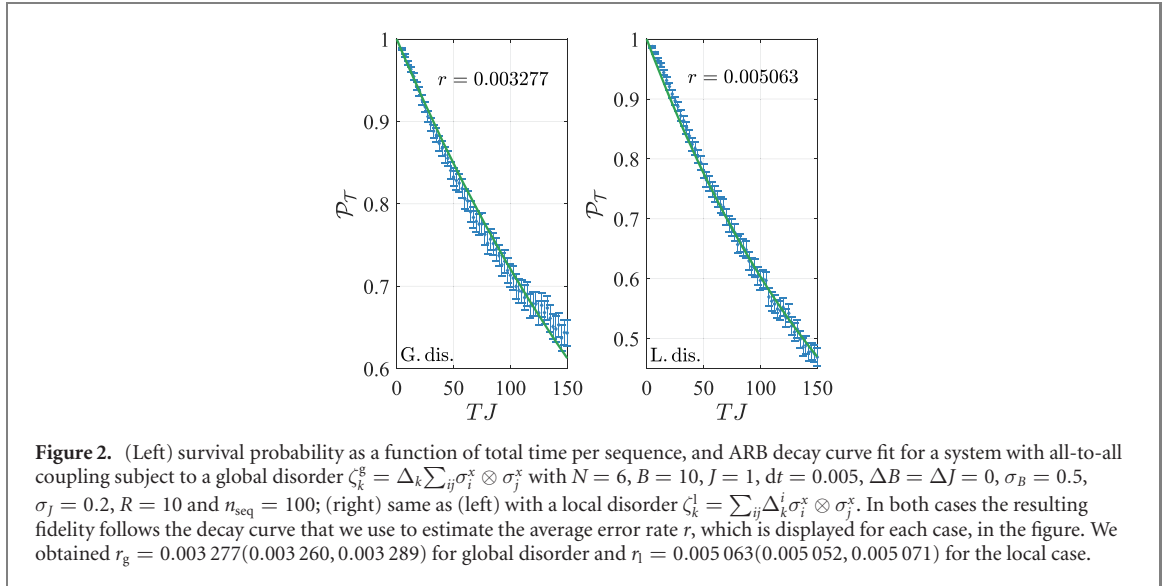 r = 0.003277
r = 0.005063
1
0.9
0.8
0.7
0.6
𝒫_𝒯
G. dis.
0 50 100 150
TJ
1
0.9
0.8
0.7
0.6
0.5
𝒫_𝒯
L. dis.
0 50 100 150
TJ
Figure 2. (Left) survival probability as a function of total time per sequence, and ARB decay curve fit for a system with all-to-all
coupling subject to a global disorder ζ_k^g = Δ_k∑_{ij}σ_i^x ⊗ σ_j^x with N = 6, B = 10, J = 1, dt = 0.005, ΔB = ΔJ = 0, σ_B = 0.5,
σ_J = 0.2, R = 10 and n_seq = 100; (right) same as (left) with a local disorder ζ_k^l = ∑_{ij}Δ_k^iσ_i^x ⊗ σ_j^x. In both cases the resulting
fidelity follows the decay curve that we use to estimate the average error rate r, which is displayed for each case, in the figure. We
obtained r_g = 0.003 277(0.003 260, 0.003 289) for global disorder and r_l = 0.005 063(0.005 052, 0.005 071) for the local case.